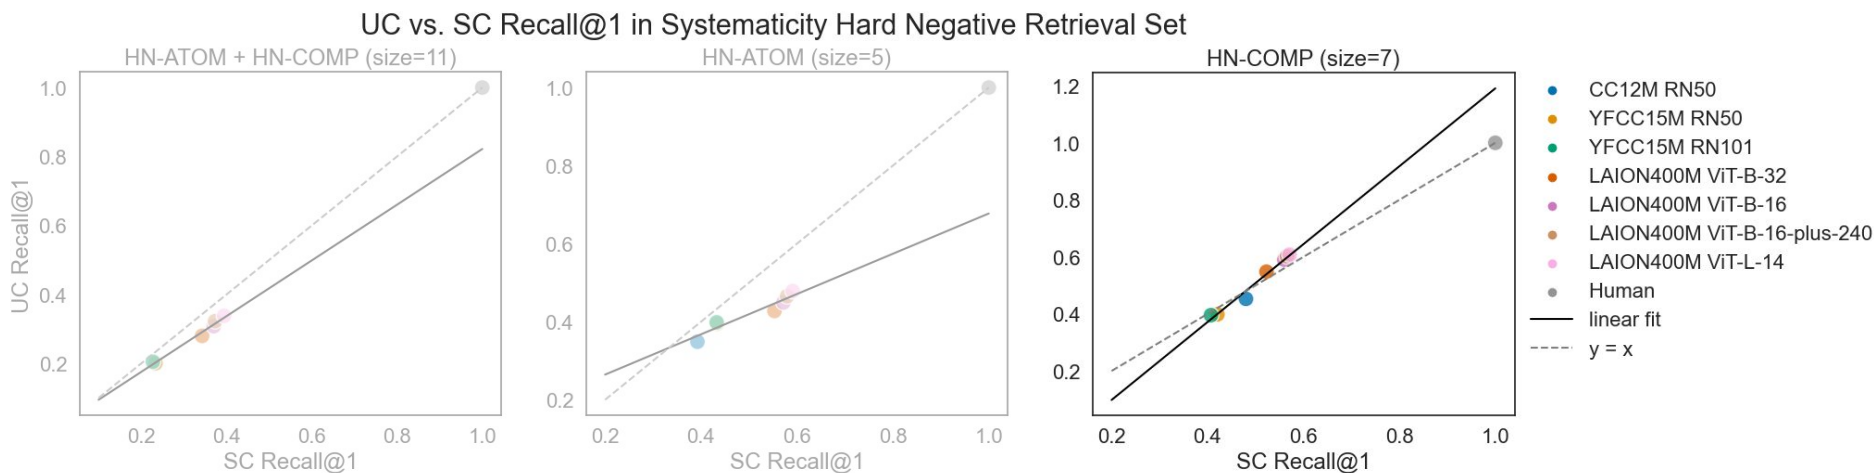 UC vs. SC Recall@1 in Systematicity Hard Negative Retrieval Set
HN-ATOM + HN-COMP (size=11)
UC Recall@1
1.0
0.8
0.6
0.4
0.2
0.2 0.4 0.6 0.8 1.0
SC Recall@1
HN-ATOM (size=5)
1.0
0.8
0.6
0.4
0.2
0.2 0.4 0.6 0.8 1.0
SC Recall@1
HN-COMP (size=7)
1.2
1.0
0.8
0.6
0.4
0.2
0.2 0.4 0.6 0.8 1.0
SC Recall@1
CC12M RN50
YFCC15M RN50
YFCC15M RN101
LAION400M ViT-B-32
LAION400M ViT-B-16
LAION400M ViT-B-16-plus-240
LAION400M ViT-L-14
Human
linear fit
y = x